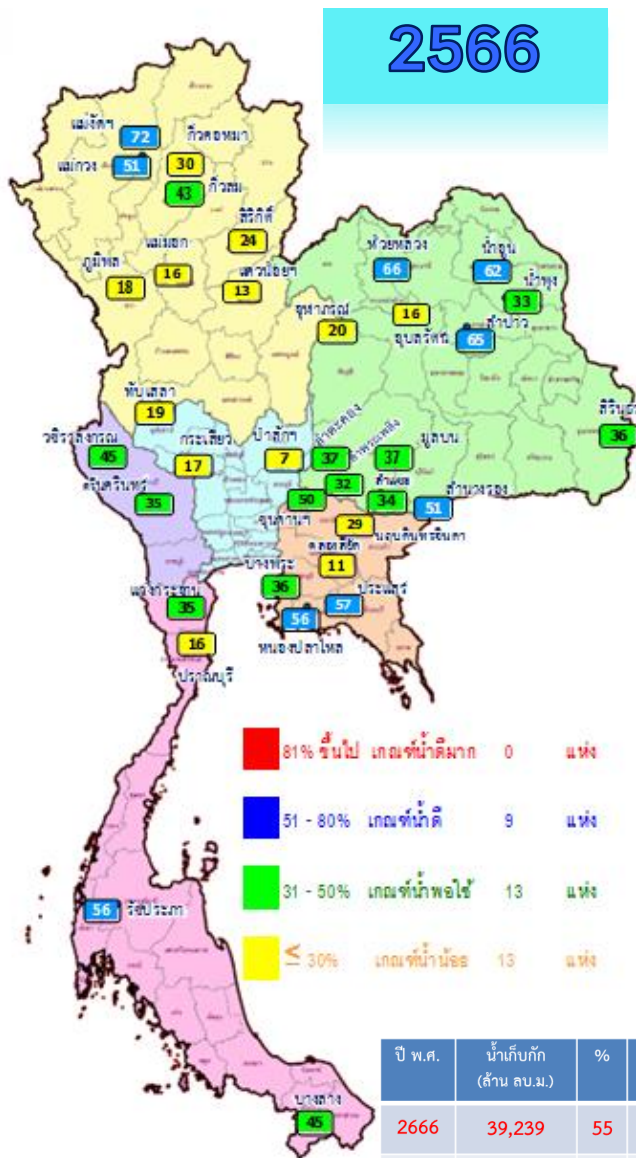 2566
แม่งัดฯ
72
กิ่วคอหมา
แม่กวง
51
30
43
กิ่วลม
สิริกิติ์
24
ภูมิพล
18
แม่มอก
16
แควน้อยฯ
13
ห้วยหลวง
66
น้ำอูน
62
น้ำพุง
33
จุฬาภรณ์
20
16
อุบลรัตน์
ลำปาว
65
ทับเสลา
19
วชิราลงกรณ
45
กระเสียว
17
ป่าสักฯ
7
ลำตะคอง
37
ลำพระเพลิง
32
มูลบน
37
สิรินธร
36
ศรีนครินทร์
35
50
ขุนด่านฯ
ลำแชะ
34
51
ลำนางรอง
29
นฤบดินทรจินดา
คลองสียัด
11
บางพระ
36
ประแสร์
57
56
หนองปลาไหล
แก่งกระจาน
35
16
ปราณบุรี
81% ขึ้นไป เกณฑ์น้ำดีมาก 0 แห่ง
51 - 80% เกณฑ์น้ำดี 9 แห่ง
31 - 50% เกณฑ์น้ำพอใช้ 13 แห่ง
≤ 30% เกณฑ์น้ำน้อย 13 แห่ง
56 รัชประภา
บางลาง
45
ปี พ.ศ. น้ำเก็บกัก %
(ล้าน ลบ.ม.)
2666 39,239 55